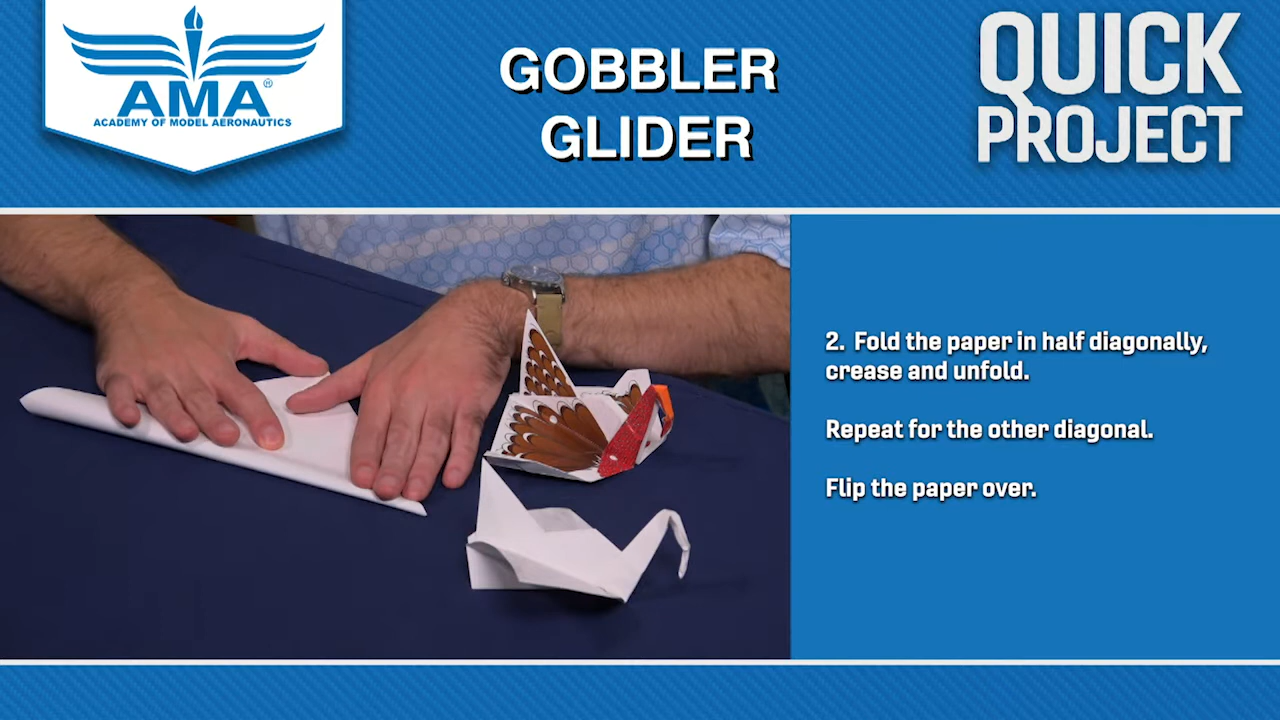 AMA®
ACADEMY OF MODEL AERONAUTICS
GOBBLER
GLIDER
QUICK
PROJECT
2. Fold the paper in half diagonally,
crease and unfold.
Repeat for the other diagonal.
Flip the paper over.